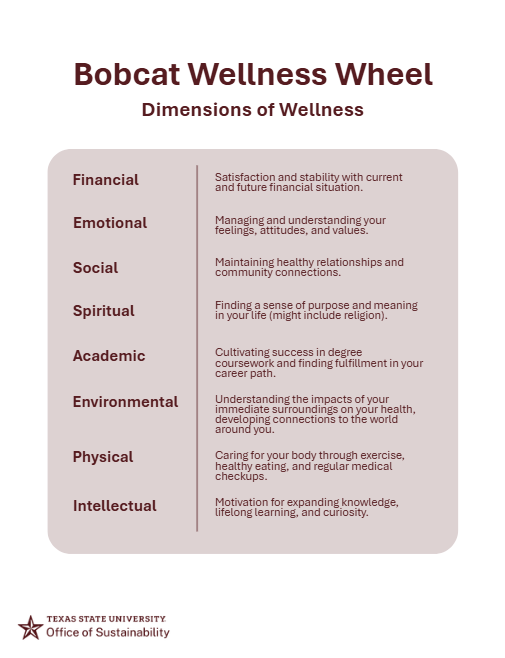 Bobcat Wellness Wheel
Dimensions of Wellness
Financial
Satisfaction and stability with current
and future financial situation.
Emotional
Managing and understanding your
feelings, attitudes, and values.
Social
Maintaining healthy relationships and
community connections.
Spiritual
Finding a sense of purpose and meaning
in your life (might include religion).
Academic
Cultivating success in degree
coursework and finding fulfillment in your
career path.
Environmental
Understanding the impacts of your
immediate surroundings on your health,
developing connections to the world
around you.
Physical
Caring for your body through exercise,
healthy eating, and regular medical
checkups.
Intellectual
Motivation for expanding knowledge,
lifelong learning, and curiosity.
TEXAS STATE UNIVERSITY
Office of Sustainability